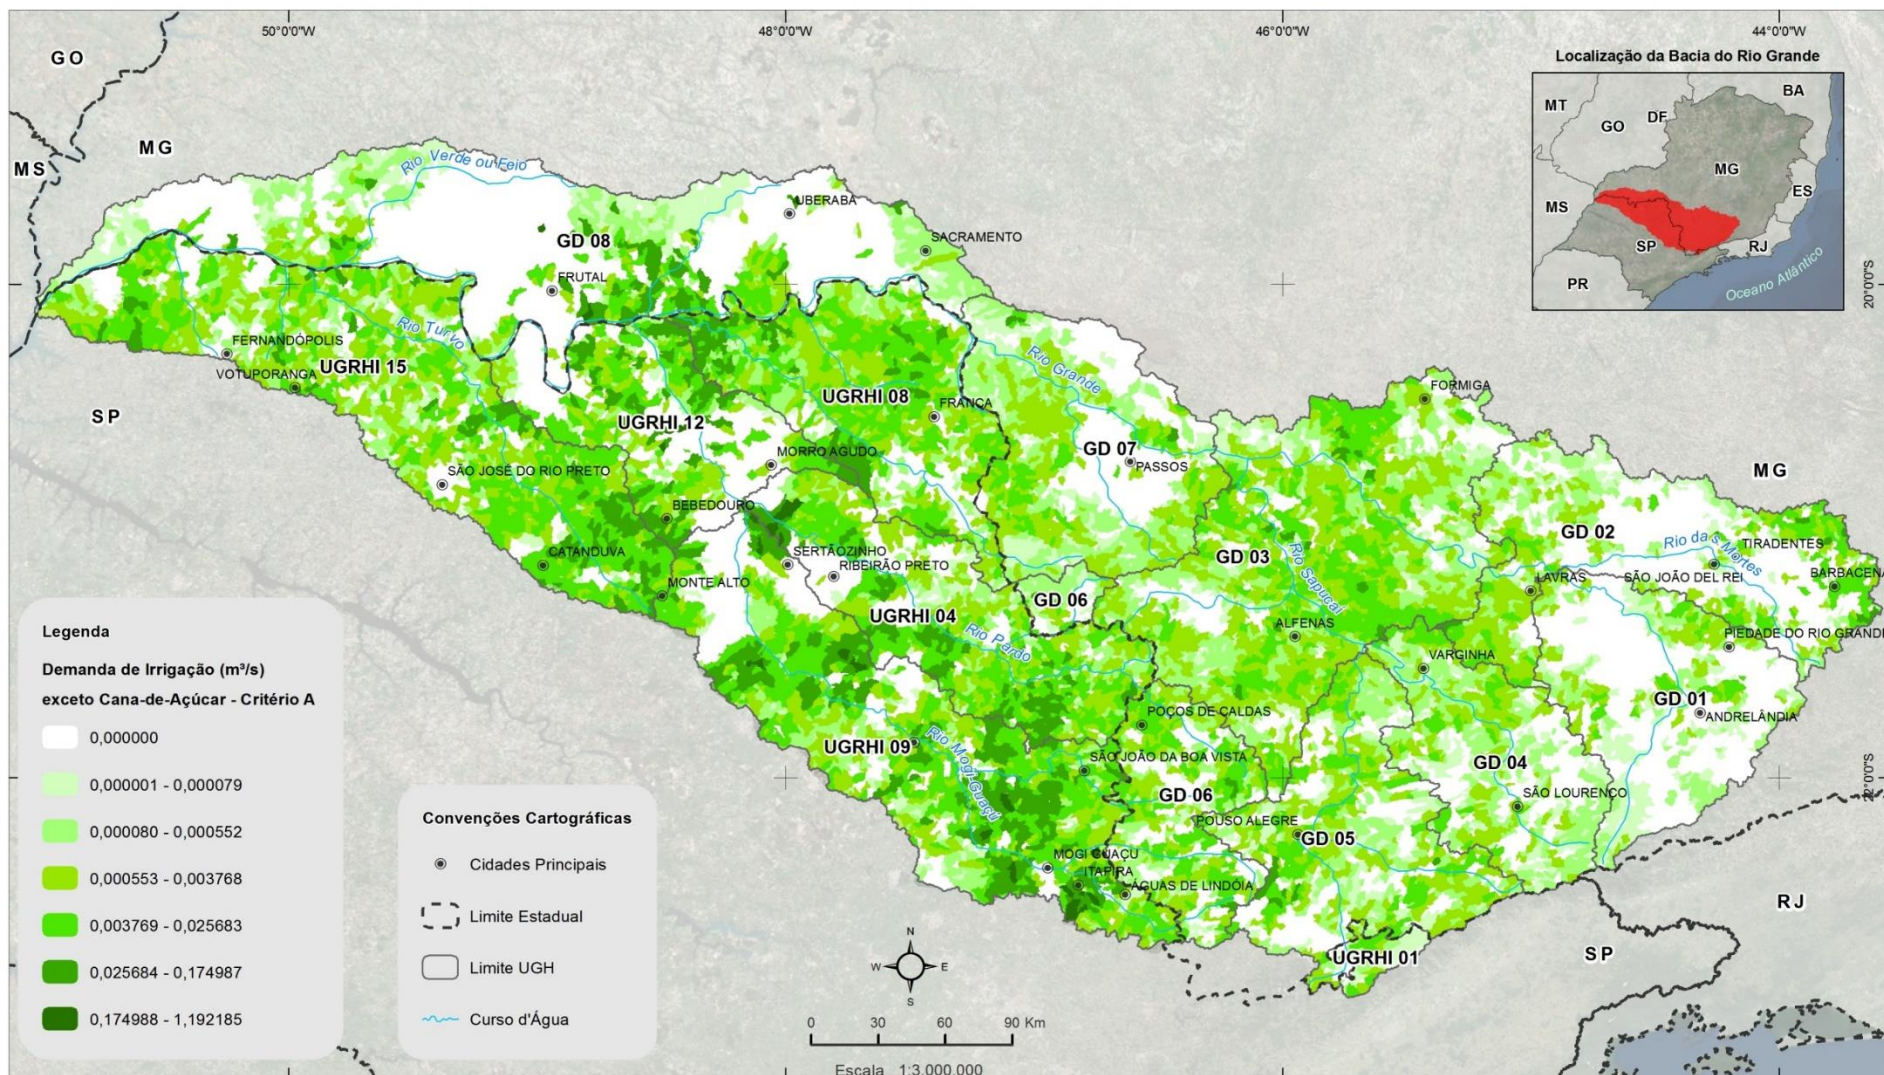 50°0'0"W
48°0'0"W
46°0'0"W
44°0'0"W
GO
MG
MS
Localização da Bacia do Rio Grande
MT
GO
DF
BA
MG
ES
MS
SP
RJ
PR
Oceano Atlântico
20°0'0"S
22°0'0"S
Rio Verde ou Feio
UBERABA
GD 08
SACRAMENTO
FRUTAL
Rio Turvo
FERNANDÓPOLIS
VOTUPORANGA
UGRHI 15
Rio Grande
FORMIGA
UGRHI 08
FRANCA
SP
UGRHI 12
GD 07
PASSOS
MORRO AGUDO
MG
SÃO JOSÉ DO RIO PRETO
BEBEDOURO
GD 02
Rio da s Mortes
TIRADENTES
CATANDUVA
SERTÃOZINHO
RIBEIRÃO PRETO
GD 03
Rio Sapucaí
LAVRAS
SÃO JOÃO DEL REI
BARBACENA
MONTE ALTO
GD 06
UGRHI 04
Rio Pardo
ALFENAS
PIEDADE DO RIO GRANDE
VARGINHA
GD 01
ANDRELÂNDIA
POÇOS DE CALDAS
UGRHI 09
Rio Mogi-Guaçú
SÃO JOÃO DA BOA VISTA
GD 04
GD 06
SÃO LOURENÇO
POUSO ALEGRE
GD 05
MOGI GUAÇU
ITAPIRA
ÁGUAS DE LINDÓIA
RJ
UGRHI 01
SP
Legenda
Demanda de Irrigação (m³/s)
exceto Cana-de-Açúcar - Critério A
0,000000
0,000001 - 0,000079
0,000080 - 0,000552
0,000553 - 0,003768
0,003769 - 0,025683
0,025684 - 0,174987
0,174988 - 1,192185
Convenções Cartográficas
Cidades Principais
Limite Estadual
Limite UGH
Curso d'Água
N
W
E
S
0 30 60 90 Km
Escala 1:3.000.000